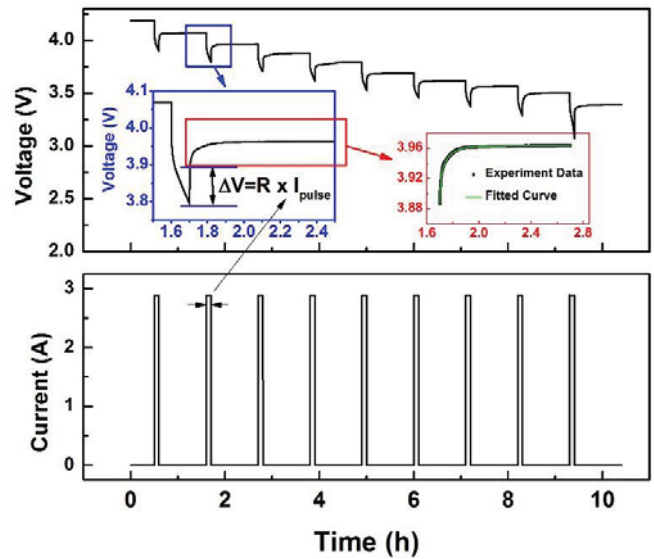 4.0
3.5
3.0
2.5
2.0
Voltage (V)
4.1
4.0
3.9
3.8
Voltage (V)
1.6 1.8 2.0 2.2 2.4
ΔV=R x I pulse
3.96
3.92
3.88
1.6 2.0 2.4 2.8
Experiment Data
Fitted Curve
3
2
1
0
Current (A)
0 2 4 6 8 10
Time (h)